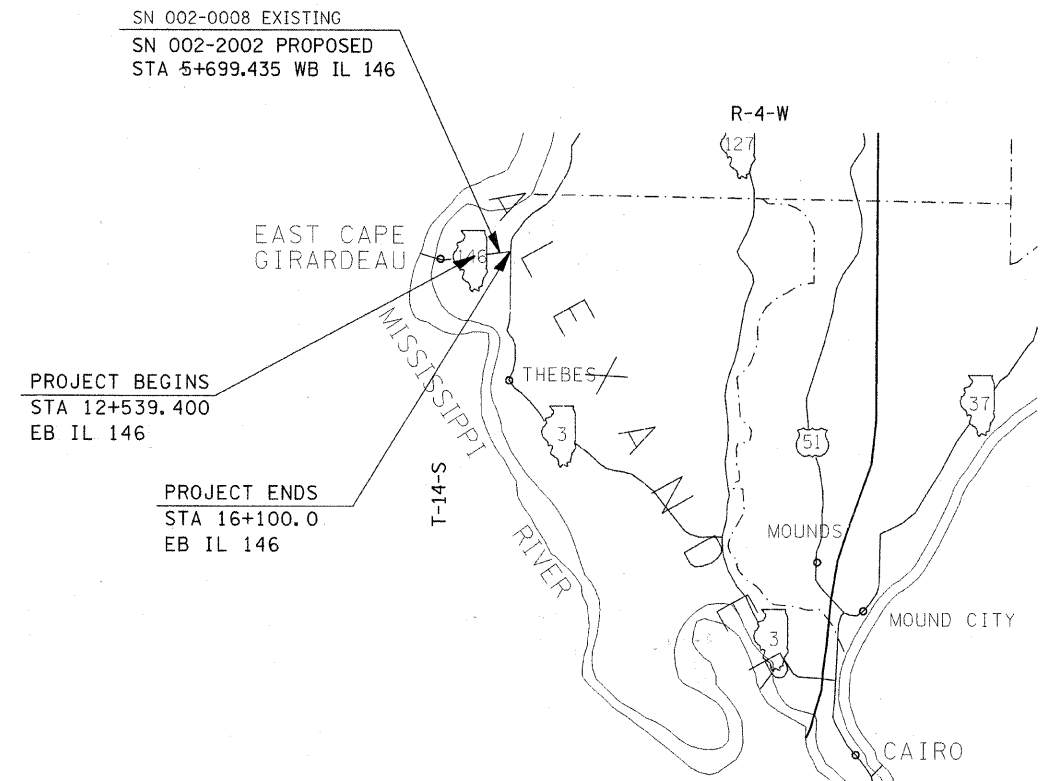 SN 002-0008 EXISTING
SN 002-2002 PROPOSED
STA 5+699.435 WB IL 146
R-4-W
127
EAST CAPE
GIRARDEAU
146
ALEXANDER
MISSISSIPPI
RIVER
PROJECT BEGINS
STA 12+539.400
EB IL 146
THEBES
3
37
51
PROJECT ENDS
STA 16+100.0
EB IL 146
T-14-S
MOUNDS
MOUND CITY
3
CAIRO